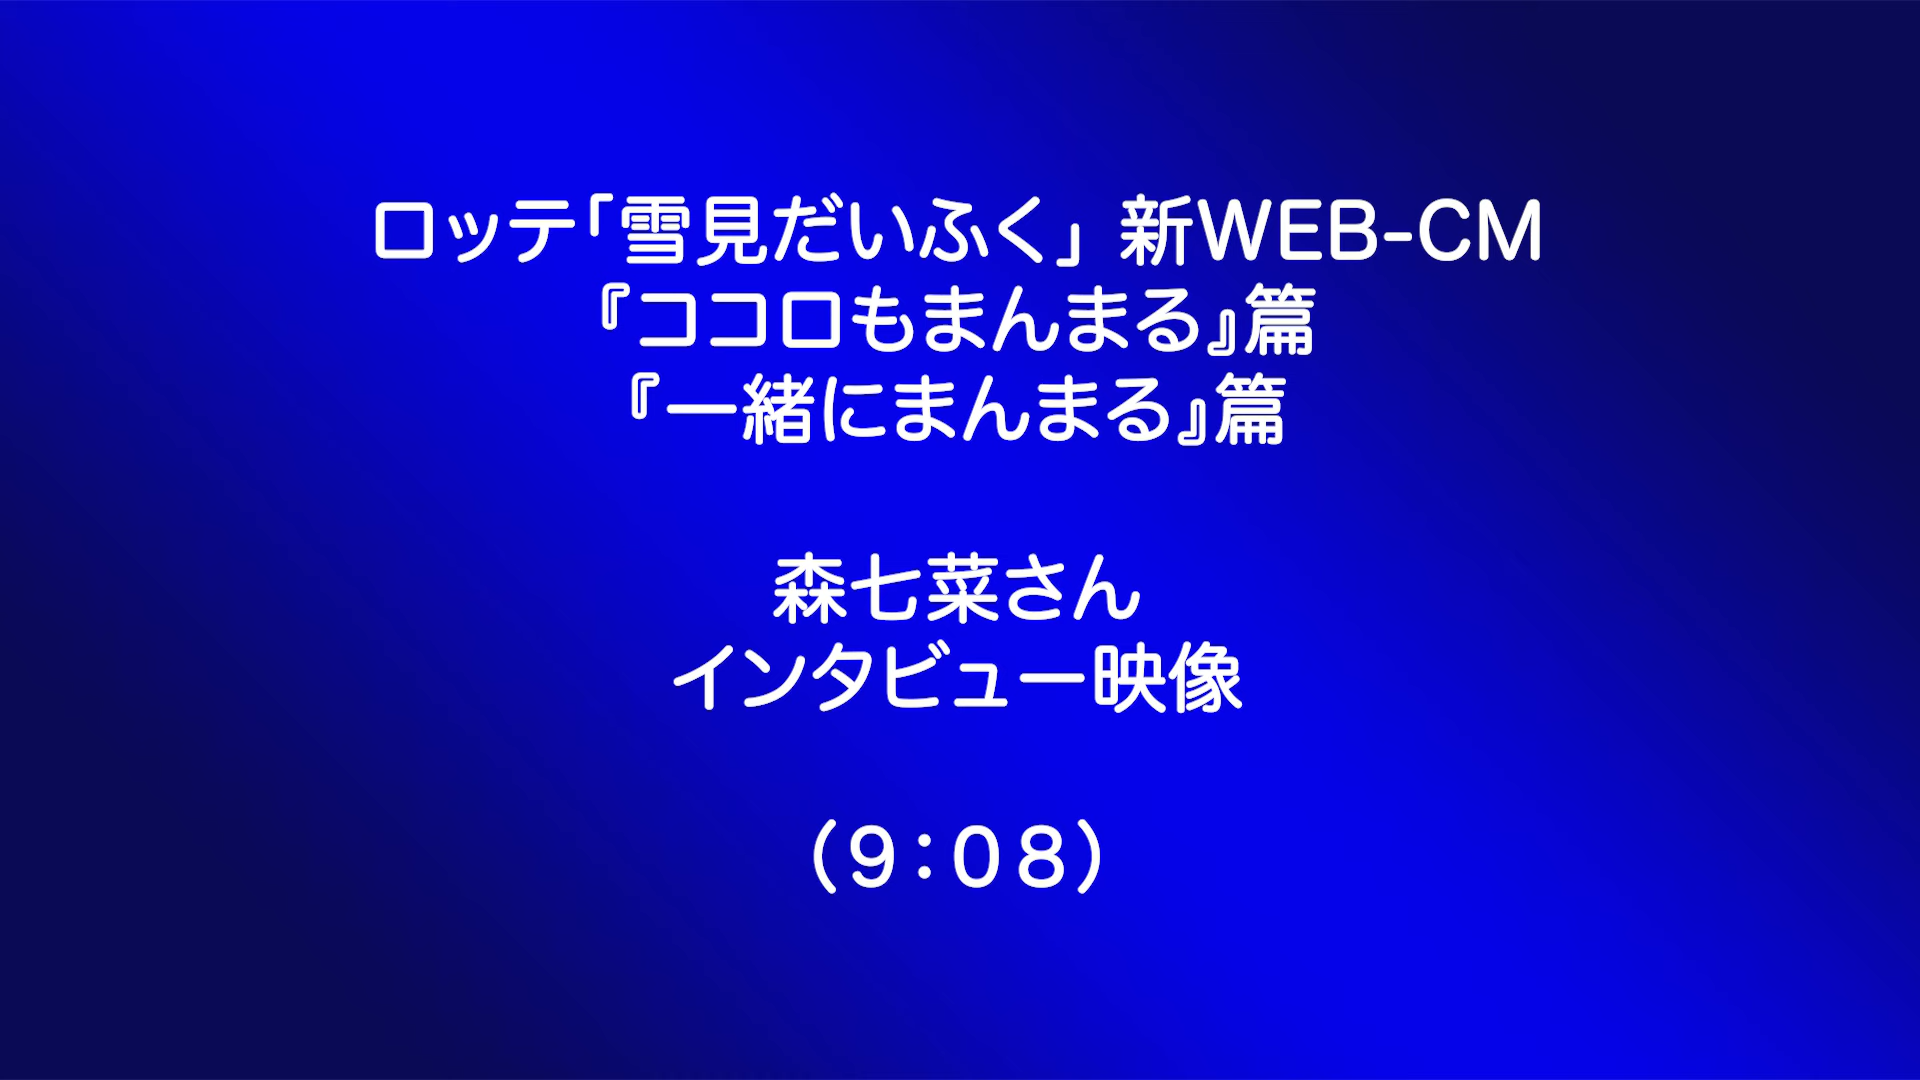 ロッテ「雪見だいふく」 新WEB-CM
『ココロもまんまる』篇
『一緒にまんまる』篇
森七菜さん
インタビュー映像
（9：08）